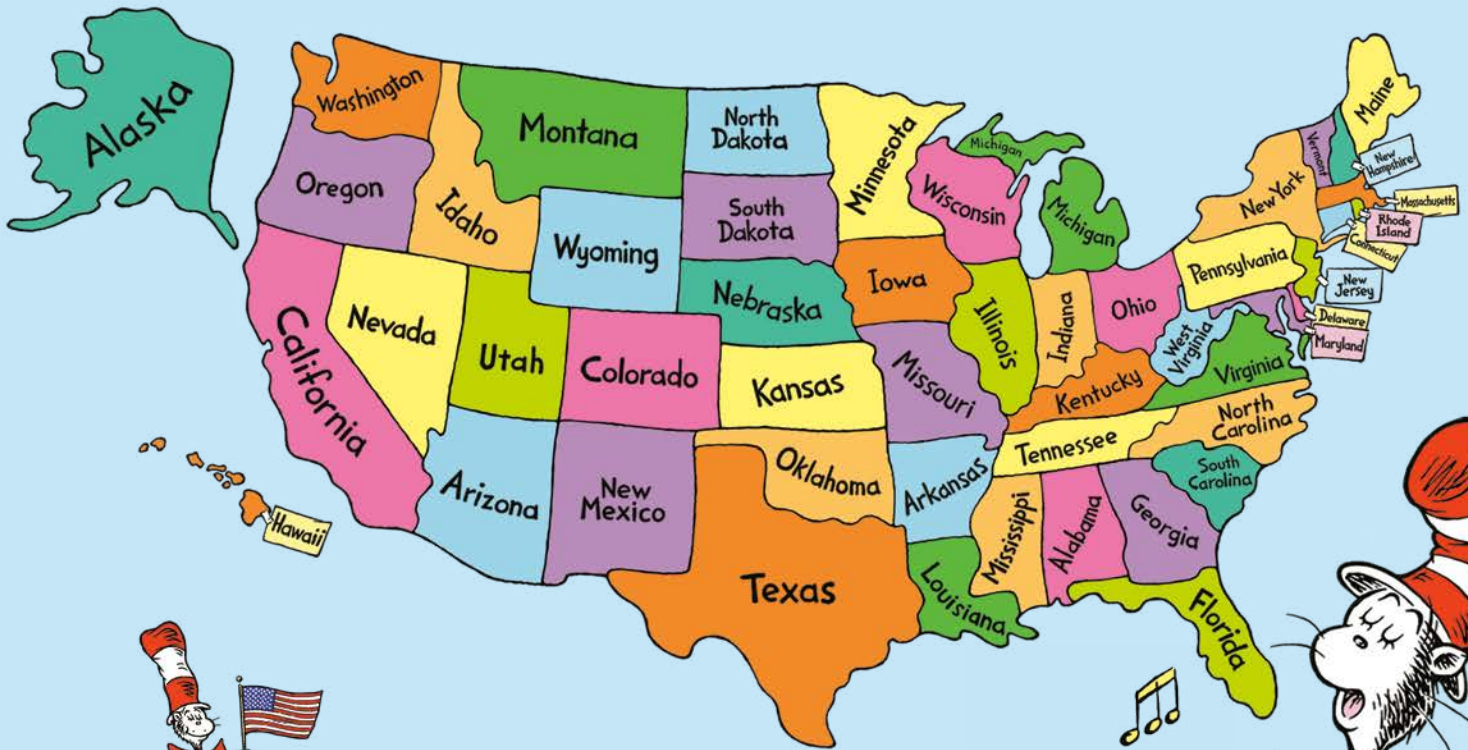 Alaska
Washington
Montana
North
Dakota
Minnesota
Michigan
Maine
Vermont
New
Hampshire
Oregon
Idaho
Wyoming
South
Dakota
Wisconsin
Michigan
New York
Massachusetts
Rhode
Island
Connecticut
Nevada
Utah
Colorado
Nebraska
Iowa
Illinois
Indiana
Ohio
Pennsylvania
New
Jersey
Delaware
Maryland
California
Kansas
Missouri
Kentucky
West
Virginia
Virginia
Hawaii
Arizona
New
Mexico
Oklahoma
Arkansas
Tennessee
North
Carolina
South
Carolina
Texas
Louisiana
Mississippi
Alabama
Georgia
Florida